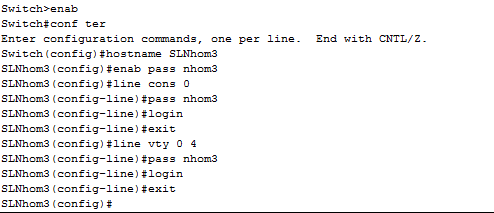 Switch>enab
Switch#conf ter
Enter configuration commands, one per line.  End with CNTL/Z.
Switch(config)#hostname SLNhom3
SLNhom3(config)#enab pass nhom3
SLNhom3(config)#line cons 0
SLNhom3(config-line)#pass nhom3
SLNhom3(config-line)#login
SLNhom3(config-line)#exit
SLNhom3(config)#line vty 0 4
SLNhom3(config-line)#pass nhom3
SLNhom3(config-line)#login
SLNhom3(config-line)#exit
SLNhom3(config)#